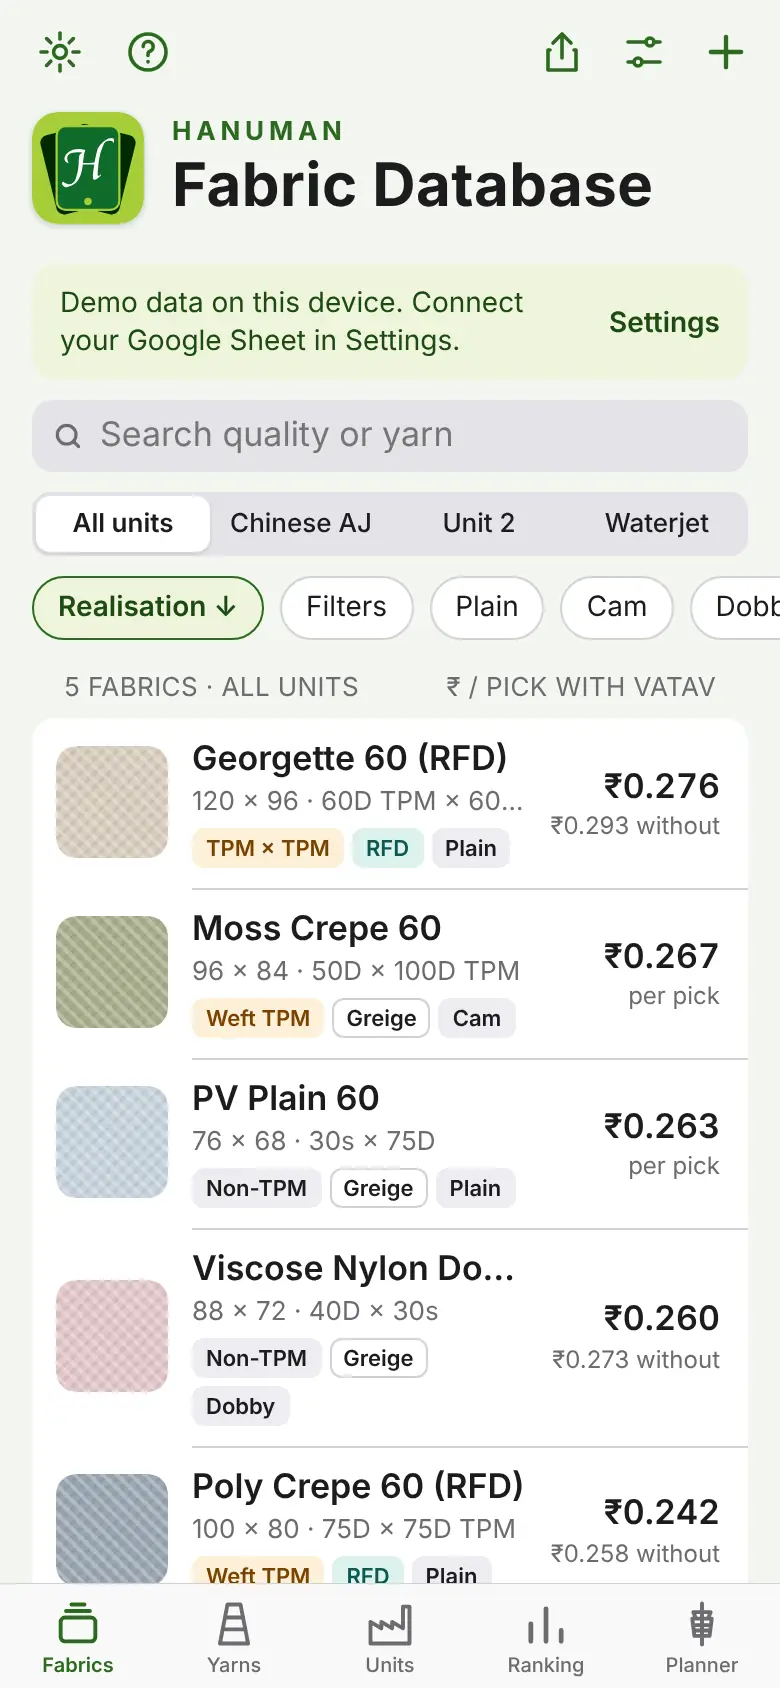 HANUMAN
H
Fabric Database
Demo data on this device. Connect
your Google Sheet in Settings.
Settings
Search quality or yarn
All units Chinese AJ Unit 2 Waterjet
Realisation ↓ Filters Plain Cam Dobb
5 FABRICS · ALL UNITS ₹ / PICK WITH VATAV
Georgette 60 (RFD)
120 × 96 · 60D TPM × 60...
TPM × TPM RFD Plain
₹0.276
₹0.293 without
Moss Crepe 60
96 × 84 · 50D × 100D TPM
Weft TPM Greige Cam
₹0.267
per pick
PV Plain 60
76 × 68 · 30s × 75D
Non-TPM Greige Plain
₹0.263
per pick
Viscose Nylon Do...
88 × 72 · 40D × 30s
Non-TPM Greige
Dobby
₹0.260
₹0.273 without
Poly Crepe 60 (RFD)
100 × 80 · 75D × 75D TPM
Weft TPM RFD Plain
₹0.242
₹0.258 without
Fabrics Yarns Units Ranking Planner